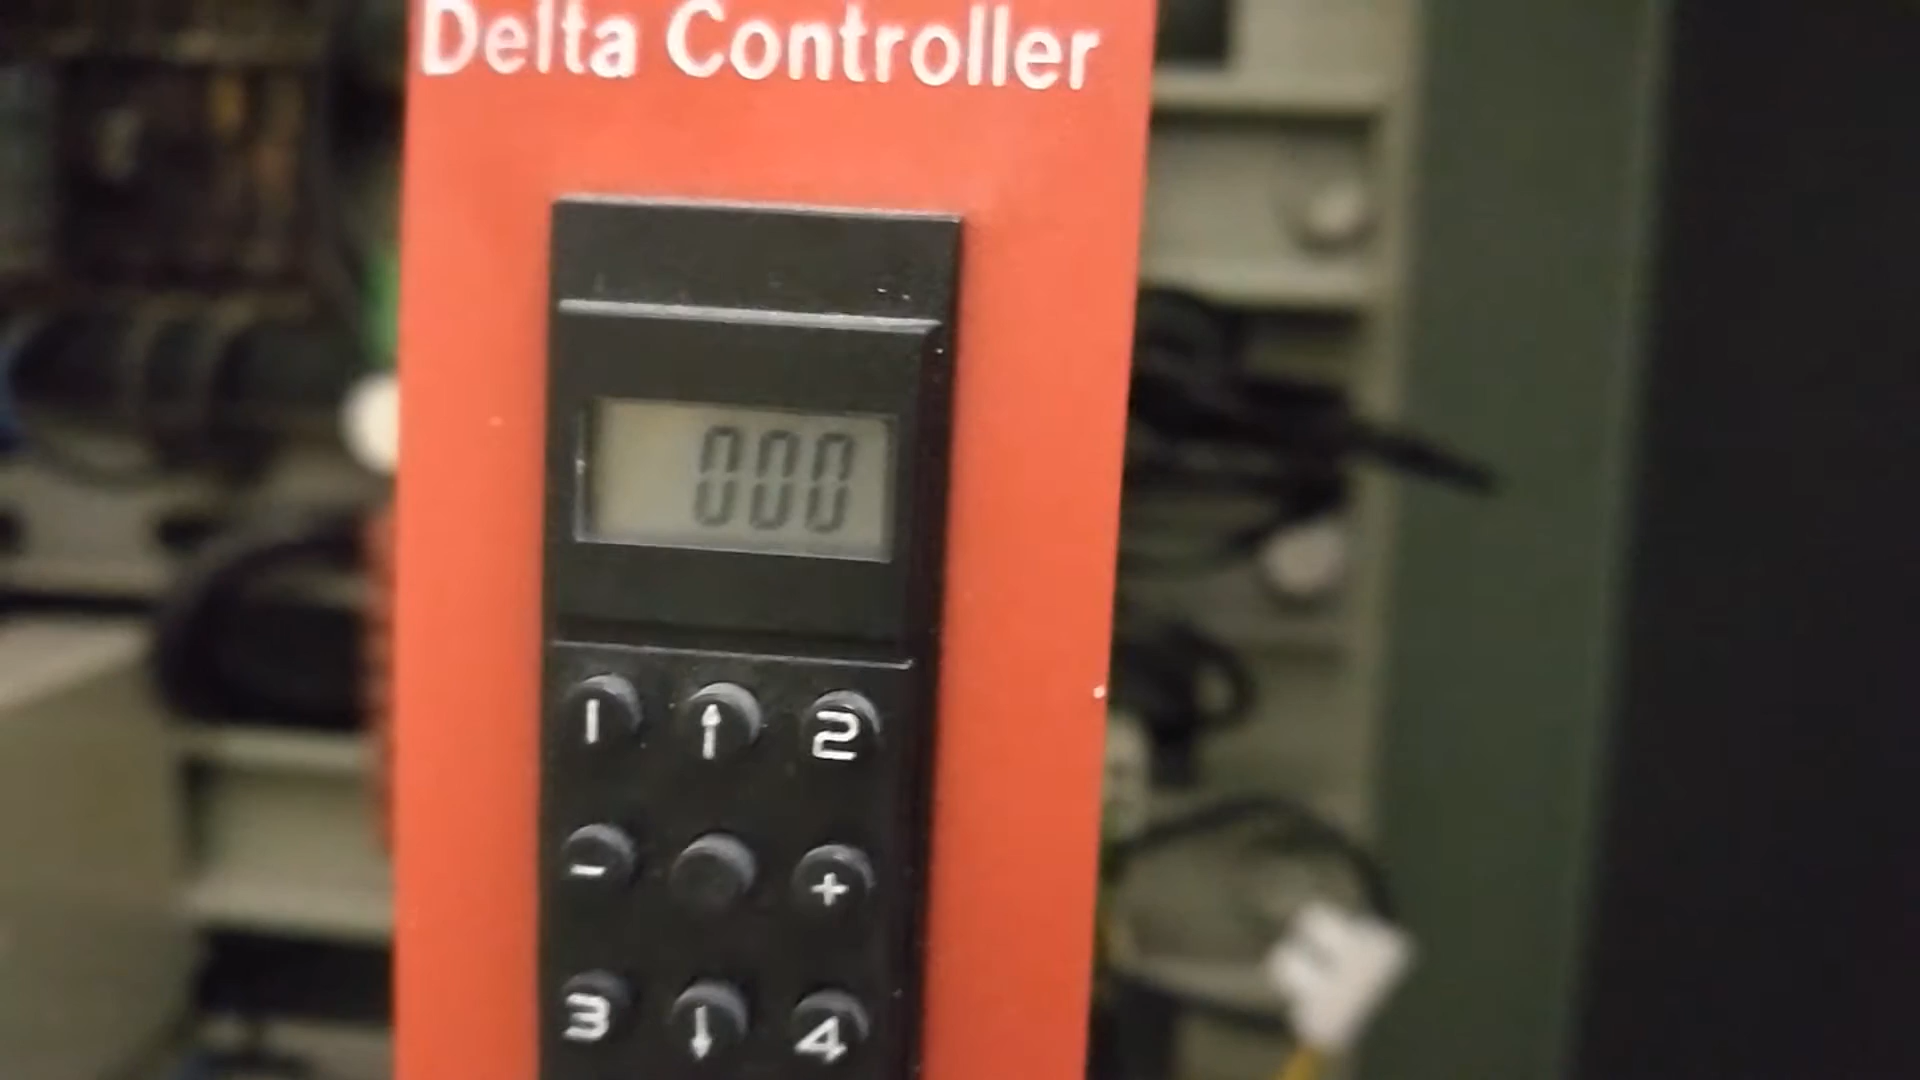 Delta Controller
000
1 ↑ 2
- +
3 ↓ 4